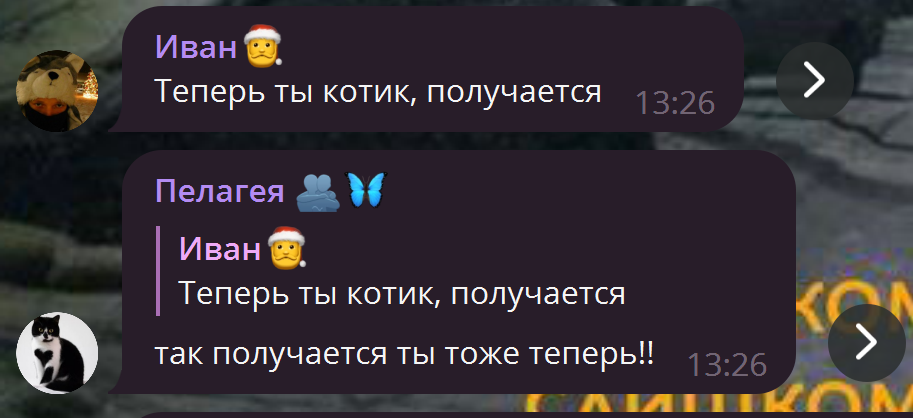 Иван🎅
Теперь ты котик, получается
13:26
Пелагея 🫂🦋
Иван🎅
Теперь ты котик, получается
так получается ты тоже теперь!!
13:26
КОМ